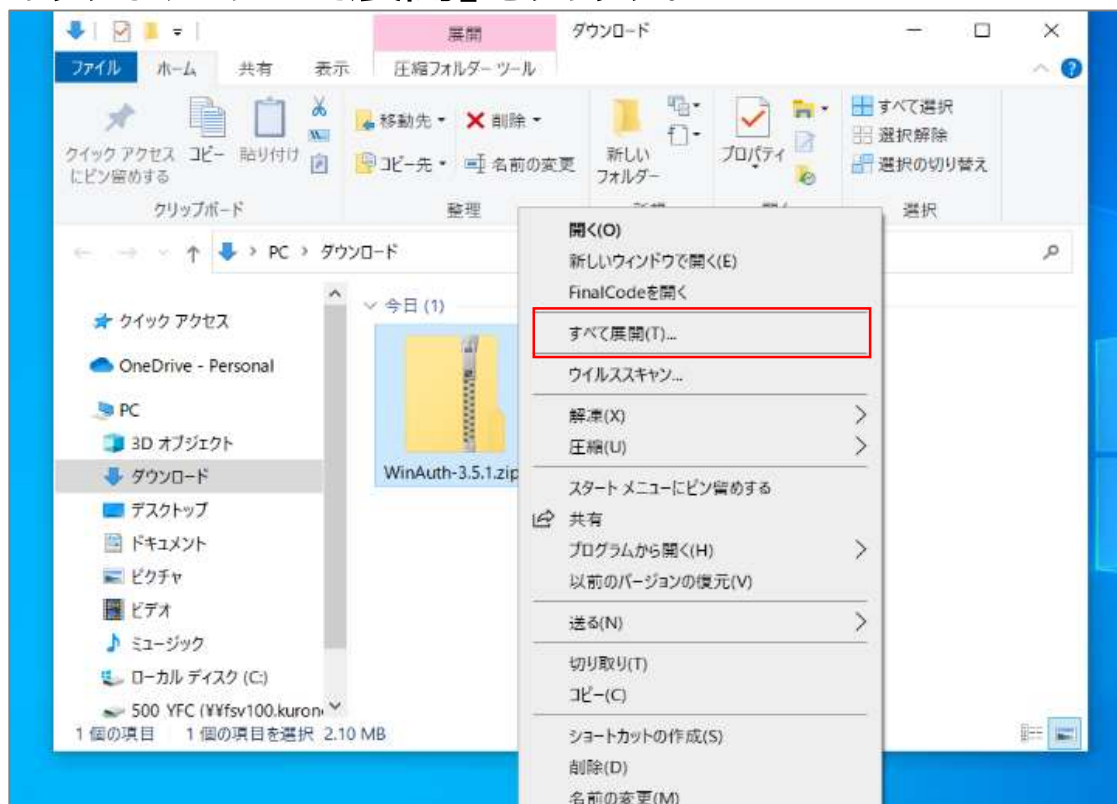 展開
ダウンロード
ファイル ホーム 共有 表示 圧縮フォルダー ツール
クイック アクセスにピン留めする
コピー
貼り付け
移動先
削除
コピー先
名前の変更
新しいフォルダー
プロパティ
すべて選択
選択解除
選択の切り替え
クリップボード
整理
選択
PC > ダウンロード
クイック アクセス
OneDrive - Personal
PC
3D オブジェクト
ダウンロード
デスクトップ
ドキュメント
ピクチャ
ビデオ
ミュージック
ローカル ディスク (C:)
500 YFC (¥¥fsv100.kuron
今日 (1)
WinAuth-3.5.1.zip
開く(O)
新しいウィンドウで開く(E)
FinalCodeを開く
すべて展開(T)...
ウイルススキャン...
解凍(X)
圧縮(U)
スタート メニューにピン留めする
共有
プログラムから開く(H)
以前のバージョンの復元(V)
送る(N)
切り取り(T)
コピー(C)
ショートカットの作成(S)
削除(D)
名前の変更(M)
1 個の項目 1 個の項目を選択 2.10 MB